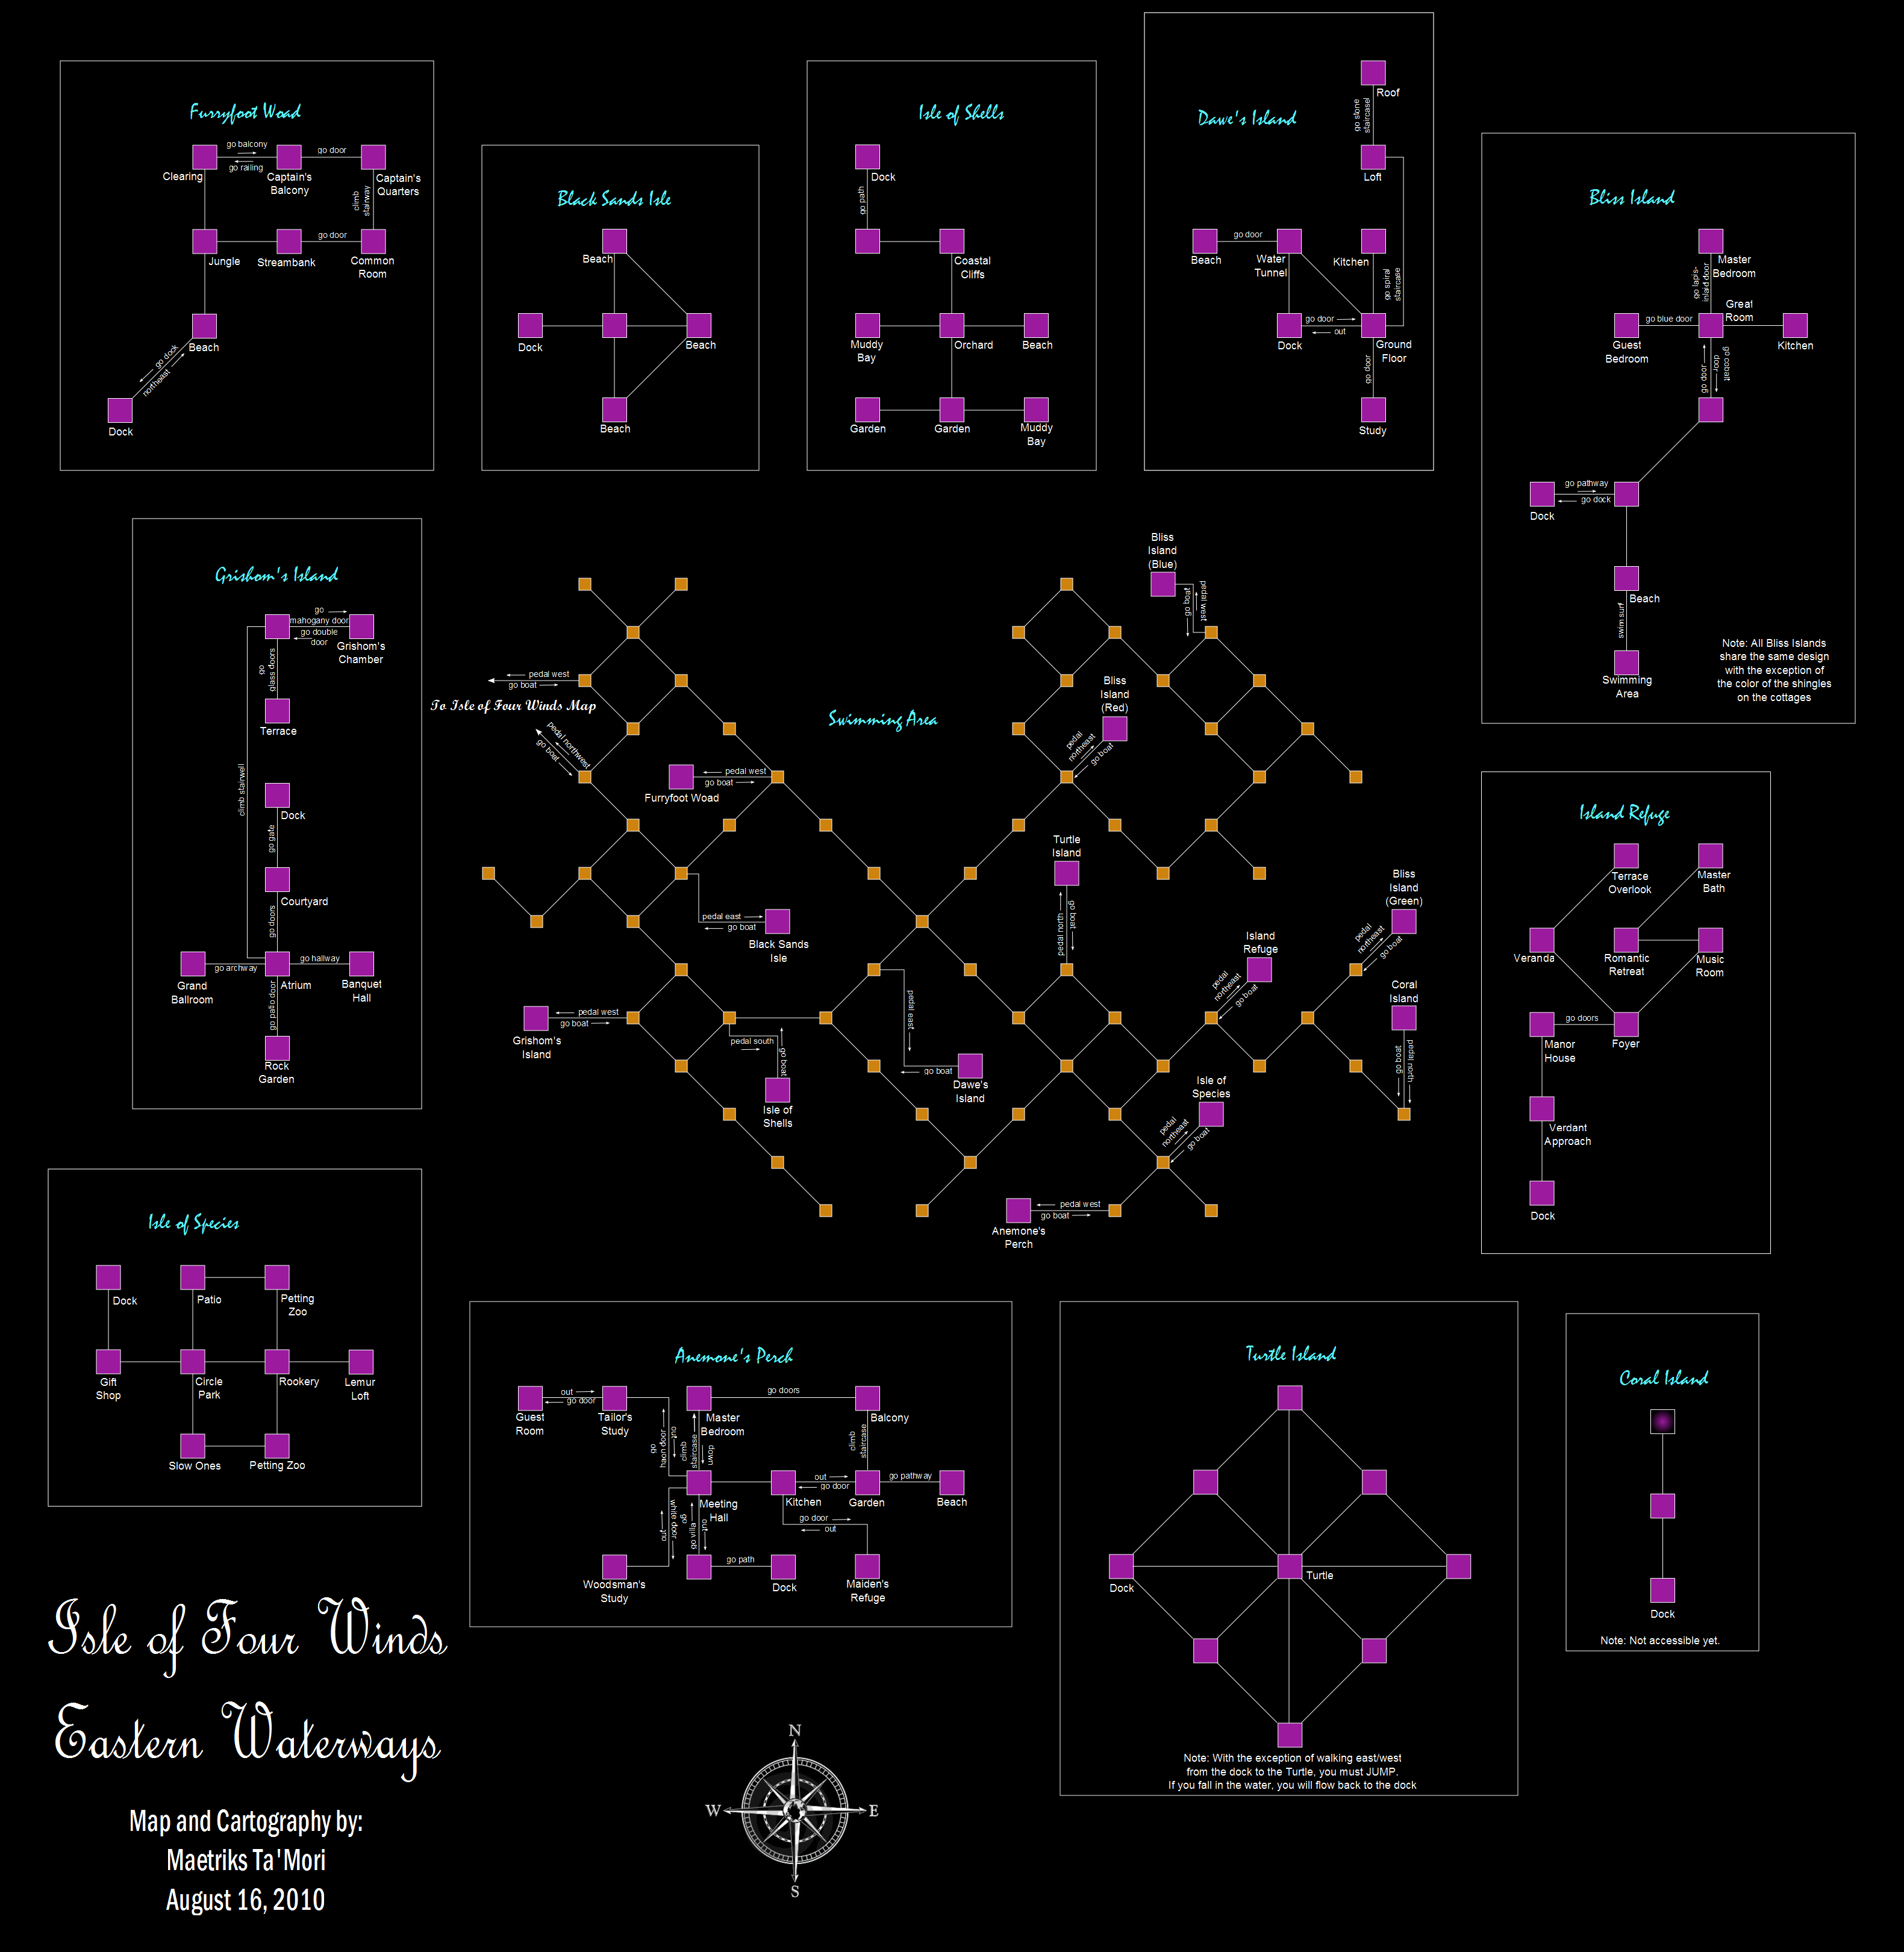 Furryfoot Woad
go balcony
go railing
go door
Clearing
Captain's
Balcony
Captain's
Quarters
climb
stairway
go door
Jungle
Streambank
Common
Room
Beach
go dock
northeast
Dock
Black Sands Isle
Beach
Dock
Beach
Beach
Isle of Shells
Dock
go path
Coastal
Cliffs
Muddy
Bay
Orchard
Beach
Garden
Garden
Muddy
Bay
Dawe's Island
Roof
go stone
staircase
Loft
go door
Beach
Water
Tunnel
Kitchen
go spiral
staircase
go door
out
Dock
Ground
Floor
go door
Study
Bliss Island
Master
Bedroom
go lapis-
inlaid door
Great
Room
go blue door
Guest
Bedroom
Kitchen
go door
go cobalt
door
go pathway
go dock
Dock
Beach
swim surf
Swimming
Area
Note: All Bliss Islands
share the same design
with the exception of
the color of the shingles
on the cottages
Grishom's Island
go
mahogany door
go double
door
Grishom's
Chamber
go
glass doors
Terrace
climb stairwell
Dock
go gate
Courtyard
go doors
go archway
go hallway
Grand
Ballroom
Atrium
Banquet
Hall
go patio door
Rock
Garden
Swimming Area
pedal west
go boat
To Isle of Four Winds Map
pedal northwest
go boat
pedal west
go boat
Furryfoot Woad
Bliss
Island
(Blue)
pedal west
go boat
Bliss
Island
(Red)
pedal
northeast
go boat
Turtle
Island
pedal north
go boat
pedal east
go boat
Black Sands
Isle
Bliss
Island
(Green)
pedal
northeast
go boat
Island
Refuge
pedal
northeast
go boat
Coral
Island
go boat
pedal north
pedal west
go boat
Grishom's
Island
pedal south
go boat
Isle of
Shells
pedal east
go boat
Dawe's
Island
Isle of
Species
pedal
northeast
go boat
pedal west
go boat
Anemone's
Perch
Island Refuge
Terrace
Overlook
Master
Bath
Veranda
Romantic
Retreat
Music
Room
go doors
Manor
House
Foyer
Verdant
Approach
Dock
Isle of Species
Dock
Patio
Petting
Zoo
Gift
Shop
Circle
Park
Rookery
Lemur
Loft
Slow Ones
Petting Zoo
Anemone's Perch
out
go door
go doors
Guest
Room
Tailor's
Study
Master
Bedroom
Balcony
go
haon door
out
climb
staircase
down
climb
staircase
out
go door
go pathway
Meeting
Hall
Kitchen
Garden
Beach
go
white door
out
go villa
out
go door
out
go path
Woodsman's
Study
Dock
Maiden's
Refuge
Turtle Island
Dock
Turtle
Note: With the exception of walking east/west
from the dock to the Turtle, you must JUMP.
If you fall in the water, you will flow back to the dock
Coral Island
Dock
Note: Not accessible yet.
Isle of Four Winds
Eastern Waterways
Map and Cartography by:
Maetriks Ta'Mori
August 16, 2010
N
W
E
S